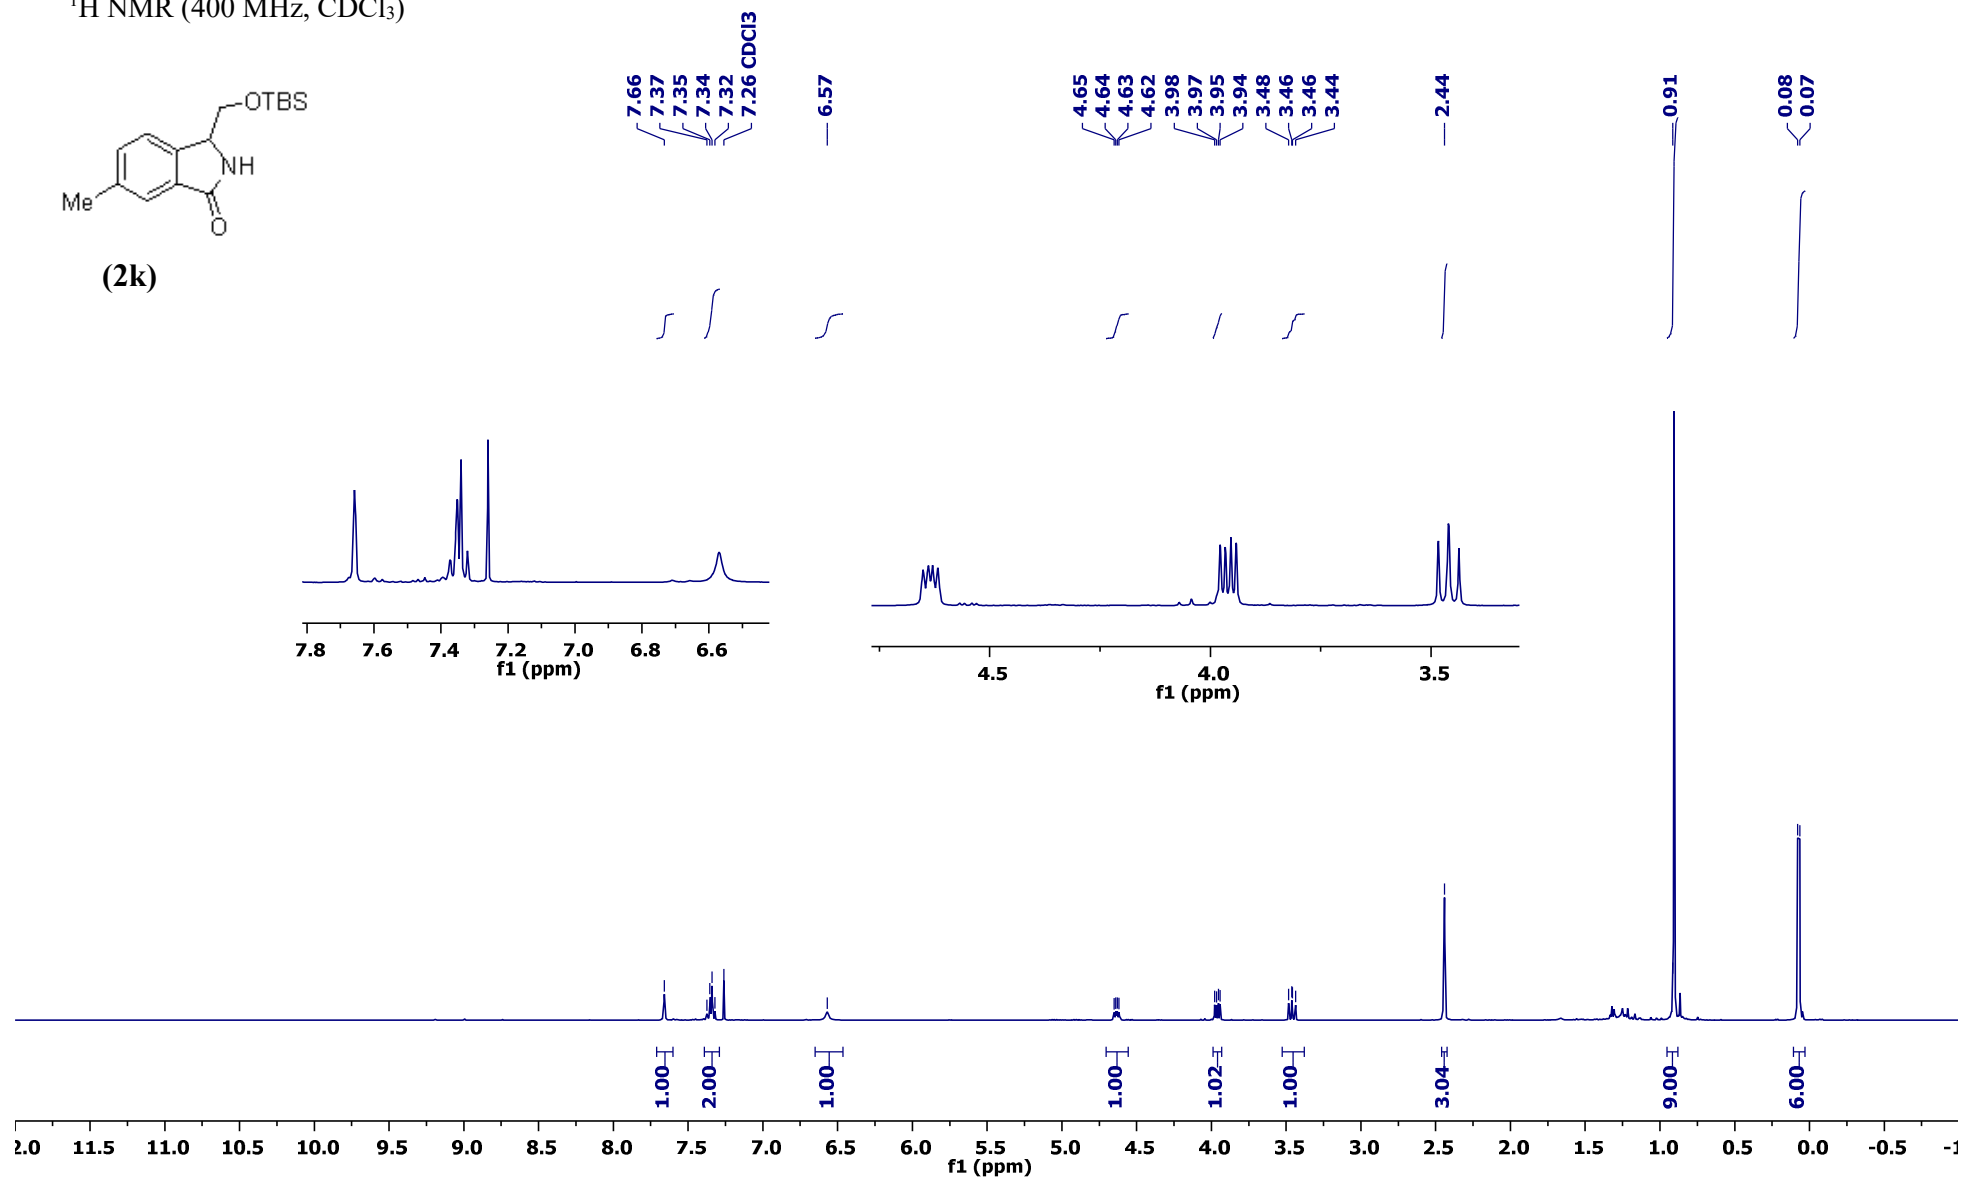 ¹H NMR (400 MHz, CDCl₃)
OTBS
NH
Me
O
(2k)
7.66
7.37
7.35
7.34
7.32
7.26 CDCl3
6.57
4.65
4.64
4.63
4.62
3.98
3.97
3.95
3.94
3.48
3.46
3.46
3.44
2.44
0.91
0.08
0.07
7.8 7.6 7.4 7.2 7.0 6.8 6.6
f1 (ppm)
4.5 4.0 3.5
f1 (ppm)
1.00
2.00
1.00
1.00
1.02
1.00
3.04
9.00
6.00
2.0 11.5 11.0 10.5 10.0 9.5 9.0 8.5 8.0 7.5 7.0 6.5 6.0 5.5 5.0 4.5 4.0 3.5 3.0 2.5 2.0 1.5 1.0 0.5 0.0 -0.5 -1
f1 (ppm)